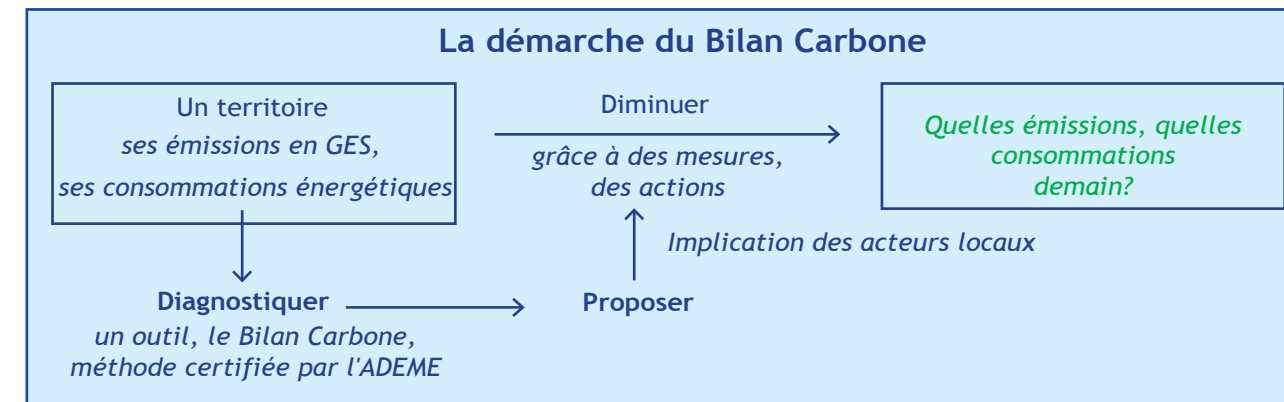 La démarche du Bilan Carbone
Un territoire
ses émissions en GES,
ses consommations énergétiques
Diminuer
grâce à des mesures,
des actions
Quelles émissions, quelles
consommations
demain?
Implication des acteurs locaux
Diagnostiquer
un outil, le Bilan Carbone,
méthode certifiée par l'ADEME
Proposer